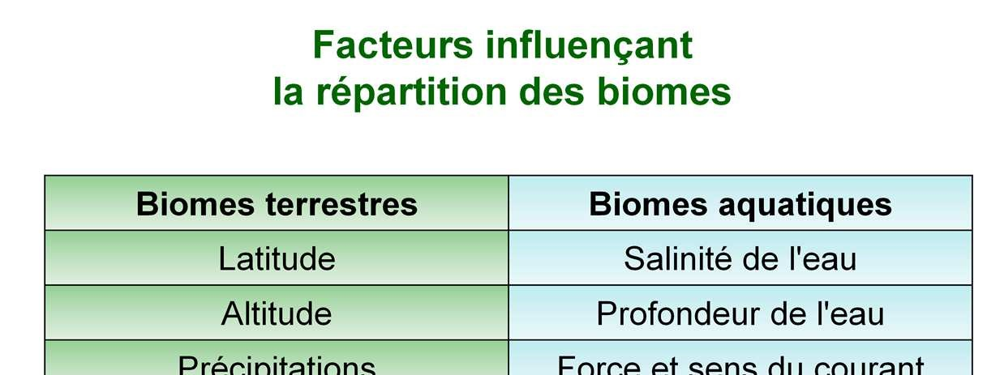 Facteurs influençant
la répartition des biomes
Biomes terrestres Biomes aquatiques
Latitude Salinité de l'eau
Altitude Profondeur de l'eau
Précipitations Force et sens du courant